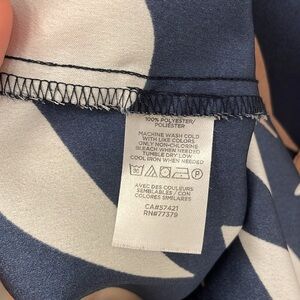 100% POLYESTER/
POLIESTER
MACHINE WASH COLD
WITH LIKE COLORS
ONLY NON-CHLORINE
BLEACH WHEN NEEDED
TUMBLE DRY LOW
COOL IRON WHEN NEEDED
AVEC DES COULEURS
SEMBLABLES / CON
COLORES SIMILARES
CA#57421
RN#77379